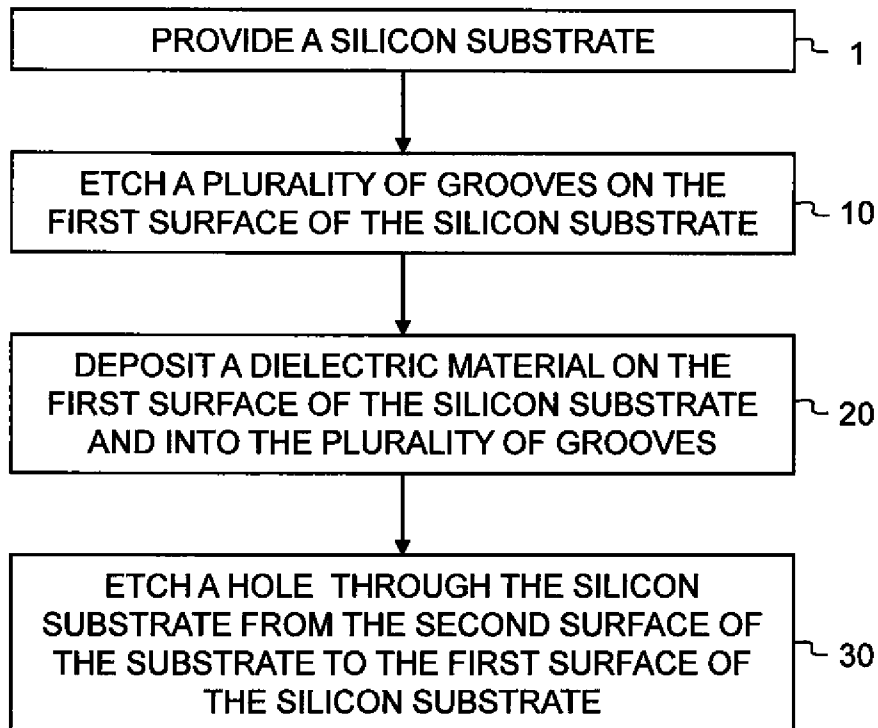 PROVIDE A SILICON SUBSTRATE
1
ETCH A PLURALITY OF GROOVES ON THE
FIRST SURFACE OF THE SILICON SUBSTRATE
10
DEPOSIT A DIELECTRIC MATERIAL ON THE
FIRST SURFACE OF THE SILICON SUBSTRATE
AND INTO THE PLURALITY OF GROOVES
20
ETCH A HOLE THROUGH THE SILICON
SUBSTRATE FROM THE SECOND SURFACE OF
THE SUBSTRATE TO THE FIRST SURFACE OF
THE SILICON SUBSTRATE
30